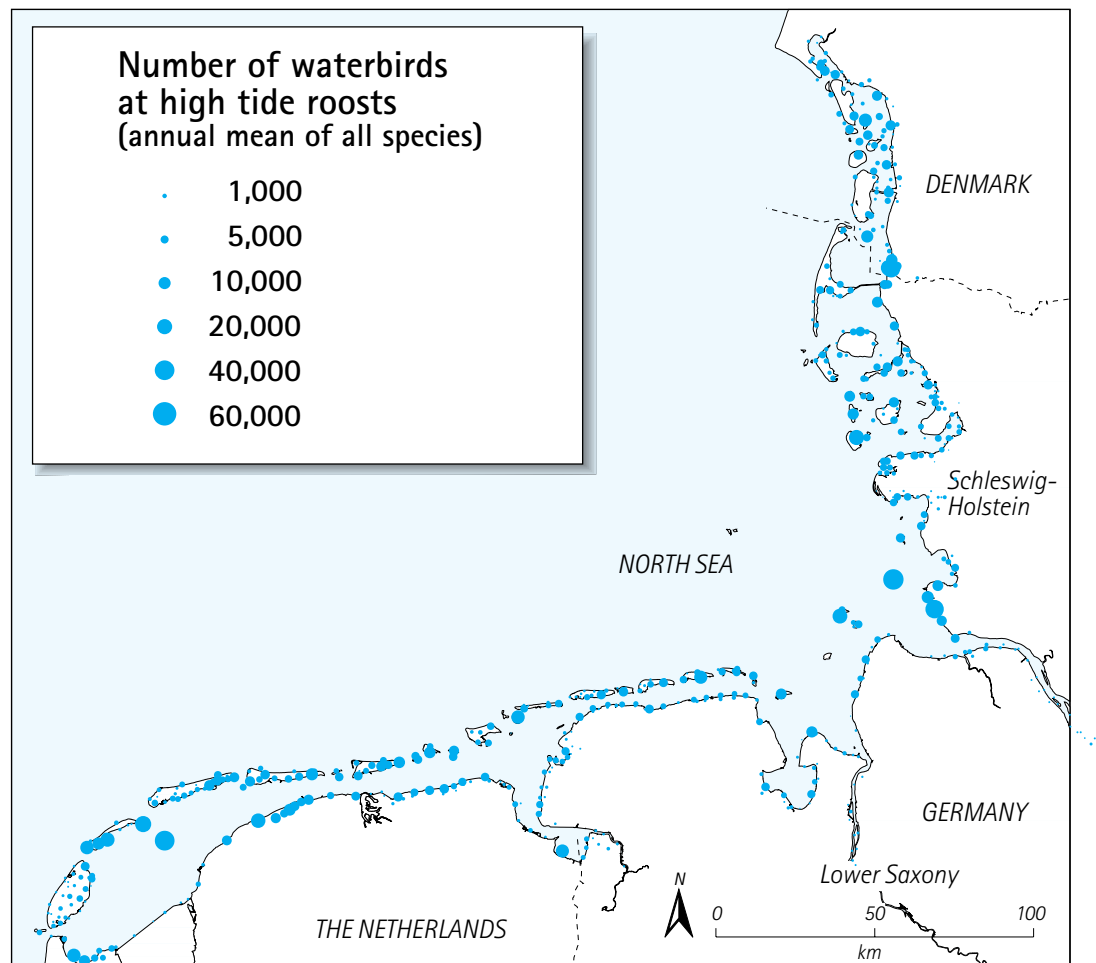 Number of waterbirds
at high tide roosts
(annual mean of all species)
1,000
5,000
10,000
20,000
40,000
60,000
DENMARK
Schleswig-
Holstein
NORTH SEA
GERMANY
Lower Saxony
THE NETHERLANDS
N
0 50 100
km